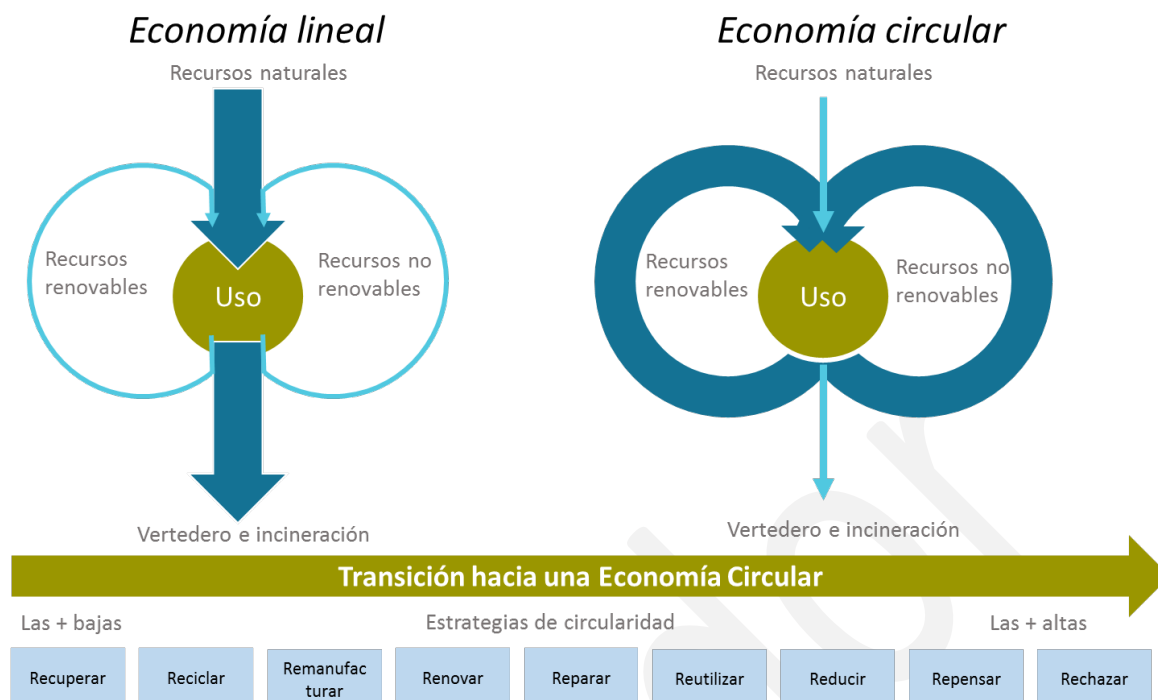 Economía lineal
Economía circular
Recursos naturales
Recursos naturales
Recursos
renovables
Recursos no
renovables
Uso
Recursos
renovables
Recursos no
renovables
Uso
Vertedero e incineración
Vertedero e incineración
Transición hacia una Economía Circular
Las + bajas
Estrategias de circularidad
Las + altas
Recuperar
Reciclar
Remanufac
turar
Renovar
Reparar
Reutilizar
Reducir
Repensar
Rechazar